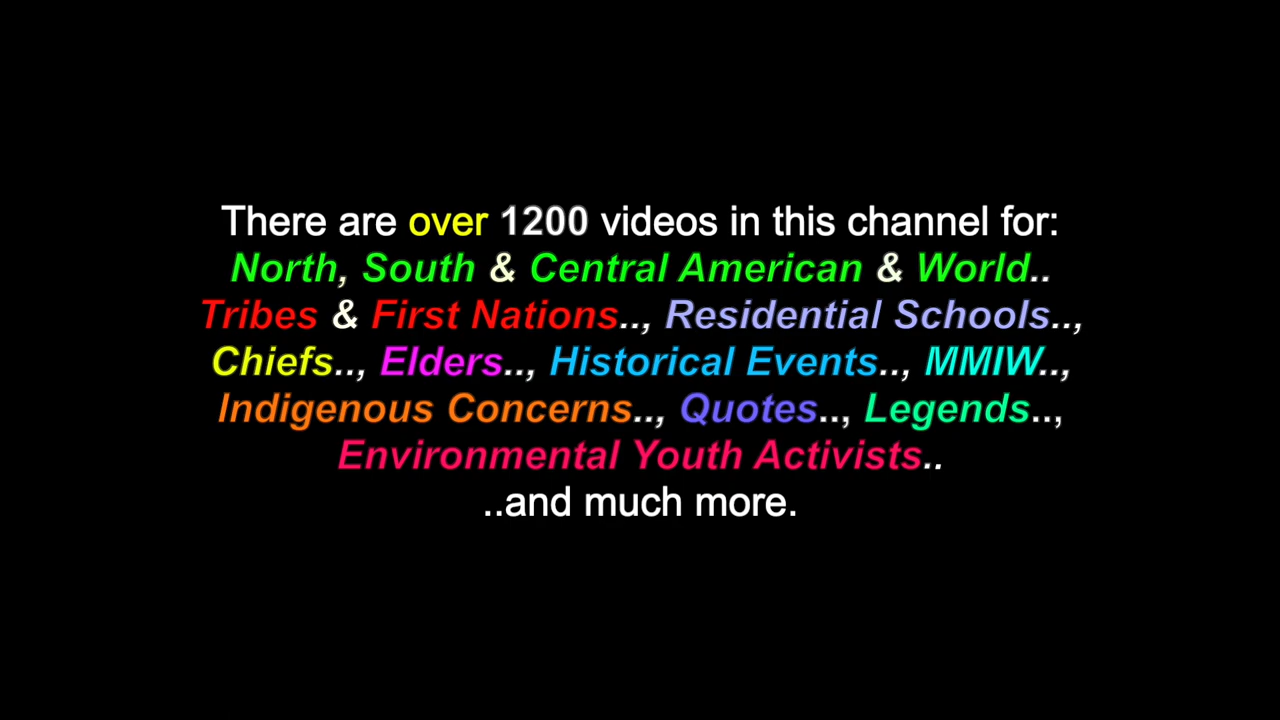 There are over 1200 videos in this channel for:
North, South & Central American & World..
Tribes & First Nations.., Residential Schools..,
Chiefs.., Elders.., Historical Events.., MMIW..,
Indigenous Concerns.., Quotes.., Legends..,
Environmental Youth Activists..
..and much more.